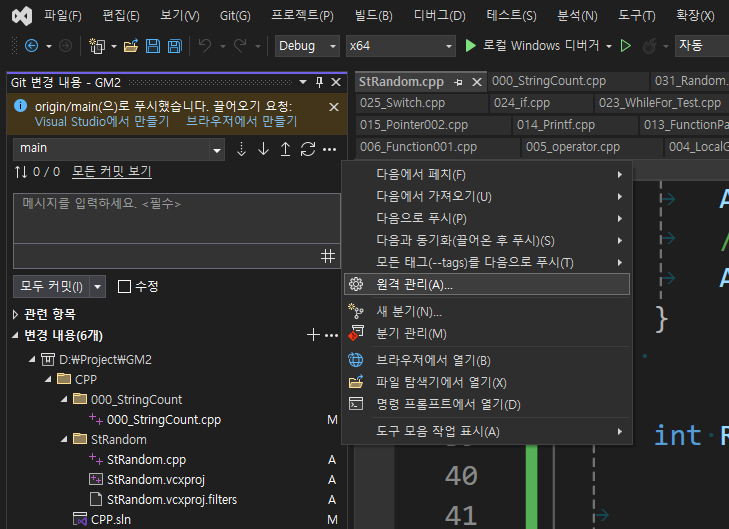 파일(F) 편집(E) 보기(V) Git(G) 프로젝트(P) 빌드(B) 디버그(D) 테스트(S) 분석(N) 도구(T) 확장(X)
Debug x64 로컬 Windows 디버거 자동
Git 변경 내용 - GM2
origin/main(으)로 푸시했습니다. 끌어오기 요청:
Visual Studio에서 만들기 브라우저에서 만들기
main
0 / 0 모든 커밋 보기
메시지를 입력하세요. <필수>
모두 커밋(I) 수정
관련 항목
변경 내용(6개)
D:₩Project₩GM2
CPP
000_StringCount
000_StringCount.cpp M
StRandom
StRandom.cpp A
StRandom.vcxproj A
StRandom.vcxproj.filters A
CPP.sln M
StRandom.cpp 000_StringCount.cpp 031_Random.
025_Switch.cpp 024_if.cpp 023_WhileFor_Test.cpp
015_Pointer002.cpp 014_Printf.cpp 013_FunctionPa
006_Function001.cpp 005_operator.cpp 004_LocalG
다음에서 페치(F)
다음에서 가져오기(U)
다음으로 푸시(P)
다음과 동기화(끌어온 후 푸시)(S)
모든 태그(--tags)를 다음으로 푸시(T)
원격 관리(A)...
새 분기(N)...
분기 관리(M)
브라우저에서 열기(B)
파일 탐색기에서 열기(X)
명령 프롬프트에서 열기(D)
도구 모음 작업 표시(A)
A
/
A
}
int R
40
41